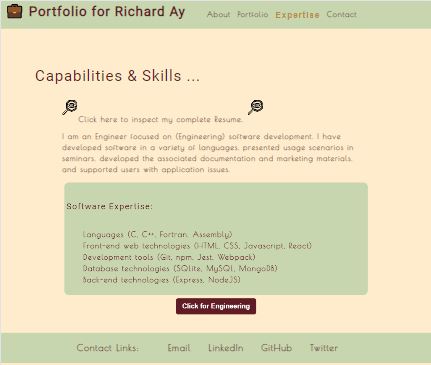 Portfolio for Richard Ay
About Portfolio Expertise Contact
Capabilities & Skills ...
Click here to inspect my complete Resume.
I am an Engineer focused on (Engineering) software development. I have
developed software in a variety of languages, presented usage scenarios in
seminars, developed the associated documentation and marketing materials,
and supported users with application issues.
Software Expertise:
Languages (C, C++, Fortran, Assembly)
Front-end web technologies (HTML, CSS, Javascript, React)
Development tools (Git, npm, Jest, Webpack)
Database technologies (SQLite, MySQL, MongoDB)
Back-end technologies (Express, NodeJS)
Click for Engineering
Contact Links: Email LinkedIn GitHub Twitter